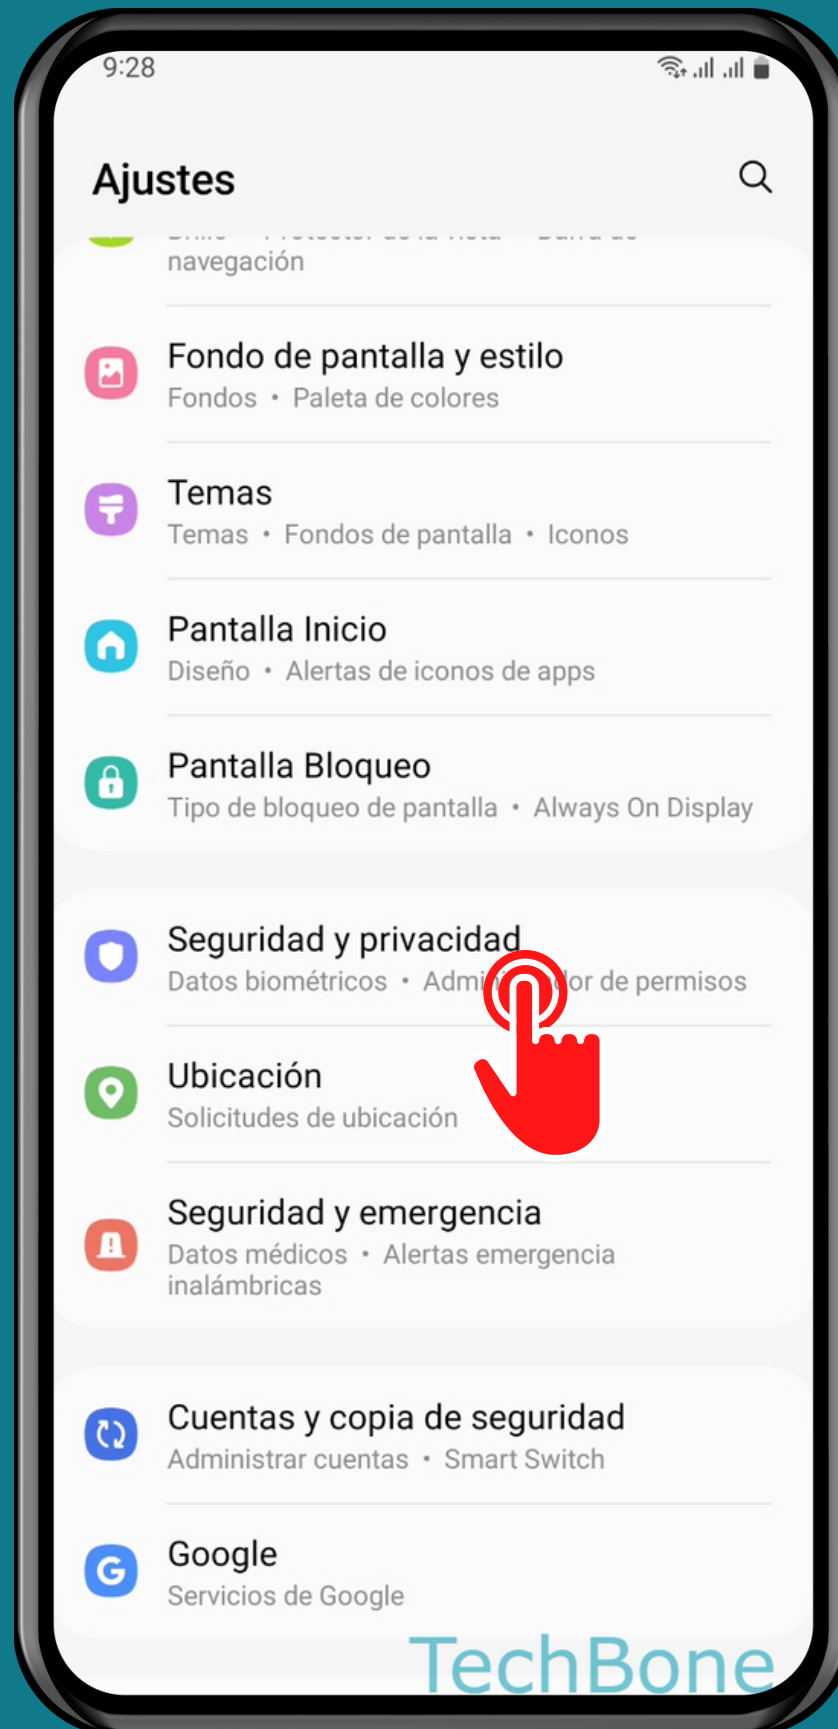 9:28
Ajustes
navegación
Fondo de pantalla y estilo
Fondos • Paleta de colores
Temas
Temas • Fondos de pantalla • Iconos
Pantalla Inicio
Diseño • Alertas de iconos de apps
Pantalla Bloqueo
Tipo de bloqueo de pantalla • Always On Display
Seguridad y privacidad
Datos biométricos • de permisos
Ubicación
Solicitudes de ubicación
Seguridad y emergencia
Datos médicos • Alertas emergencia
inalámbricas
Cuentas y copia de seguridad
Administrar cuentas • Smart Switch
Google
Servicios de Google
TechBone